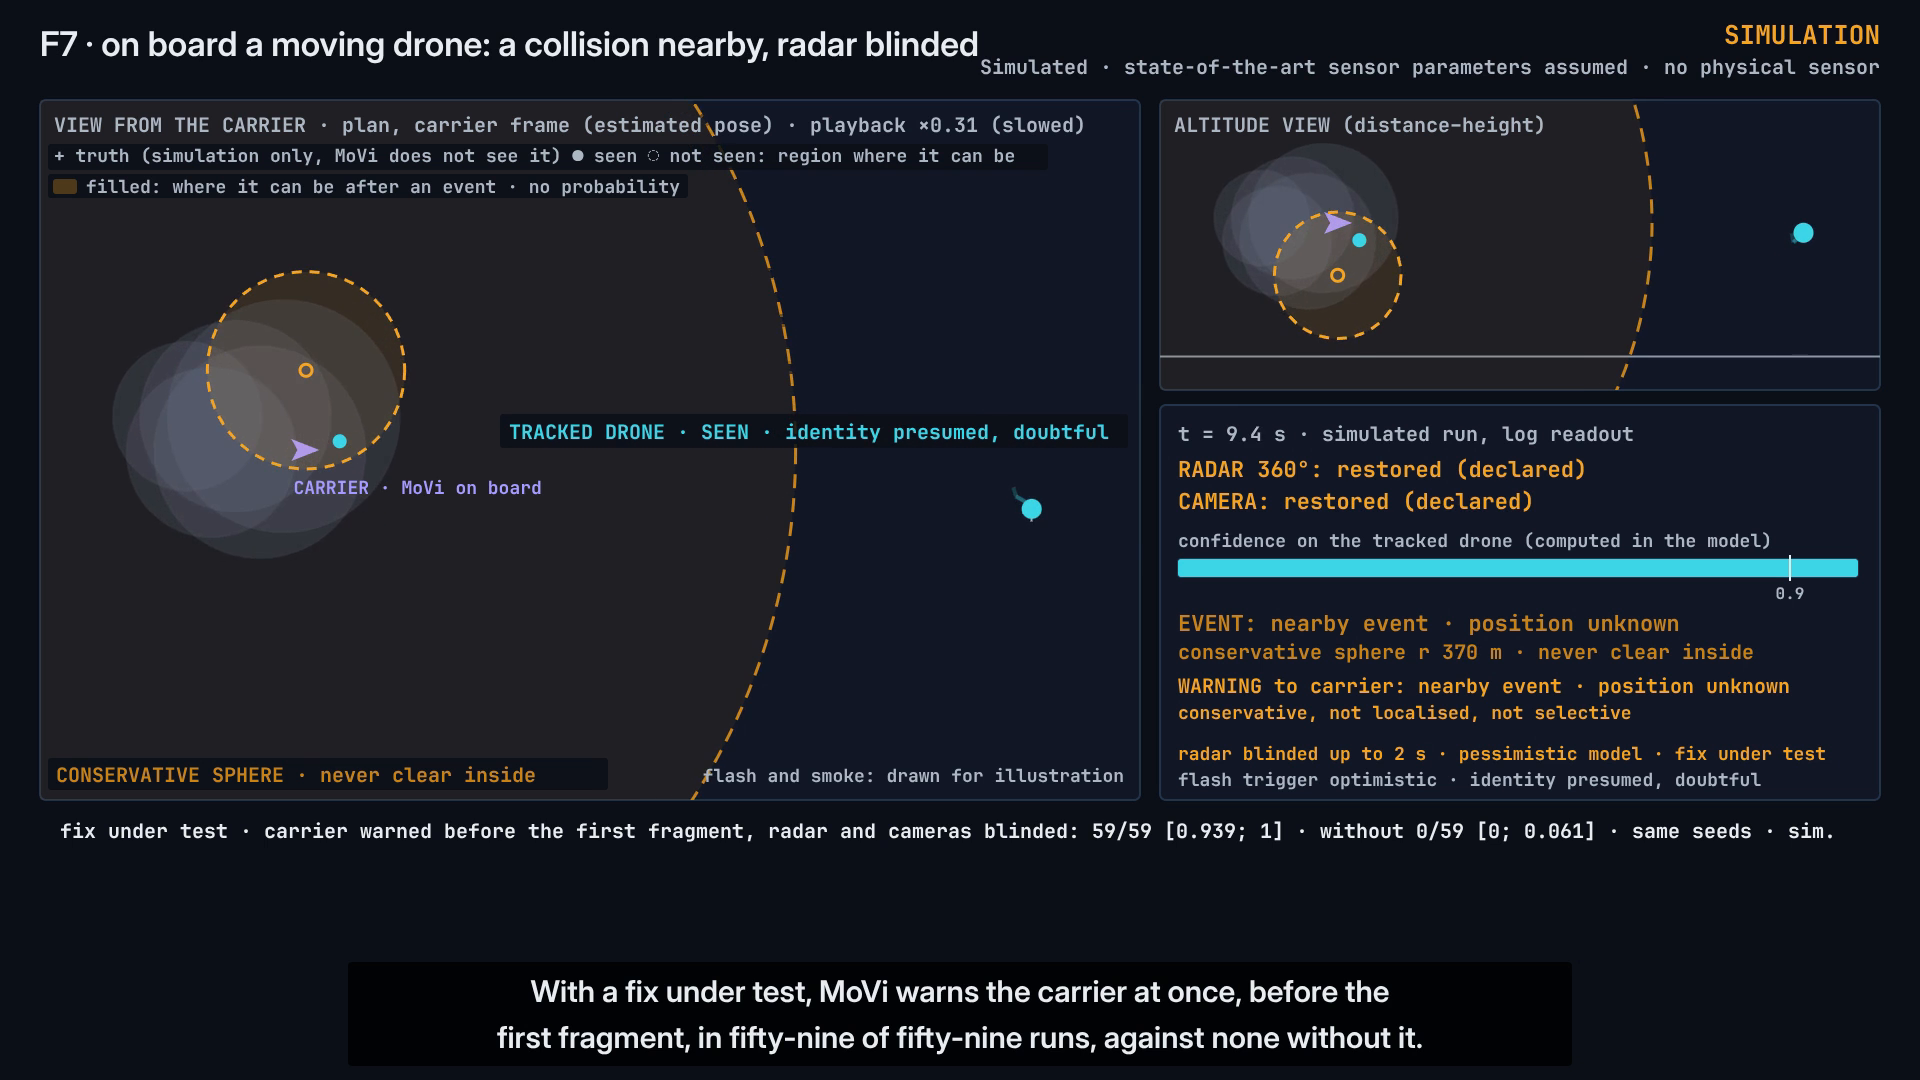 F7 · on board a moving drone: a collision nearby, radar blinded
SIMULATION
Simulated · state-of-the-art sensor parameters assumed · no physical sensor
VIEW FROM THE CARRIER · plan, carrier frame (estimated pose) · playback ×0.31 (slowed)
+ truth (simulation only, MoVi does not see it) ● seen ◌ not seen: region where it can be
filled: where it can be after an event · no probability
TRACKED DRONE · SEEN · identity presumed, doubtful
CARRIER · MoVi on board
CONSERVATIVE SPHERE · never clear inside
flash and smoke: drawn for illustration
ALTITUDE VIEW (distance-height)
t = 9.4 s · simulated run, log readout
RADAR 360°: restored (declared)
CAMERA: restored (declared)
confidence on the tracked drone (computed in the model)
0.9
EVENT: nearby event · position unknown
conservative sphere r 370 m · never clear inside
WARNING to carrier: nearby event · position unknown
conservative, not localised, not selective
radar blinded up to 2 s · pessimistic model · fix under test
flash trigger optimistic · identity presumed, doubtful
fix under test · carrier warned before the first fragment, radar and cameras blinded: 59/59 [0.939; 1] · without 0/59 [0; 0.061] · same seeds · sim.
With a fix under test, MoVi warns the carrier at once, before the
first fragment, in fifty-nine of fifty-nine runs, against none without it.